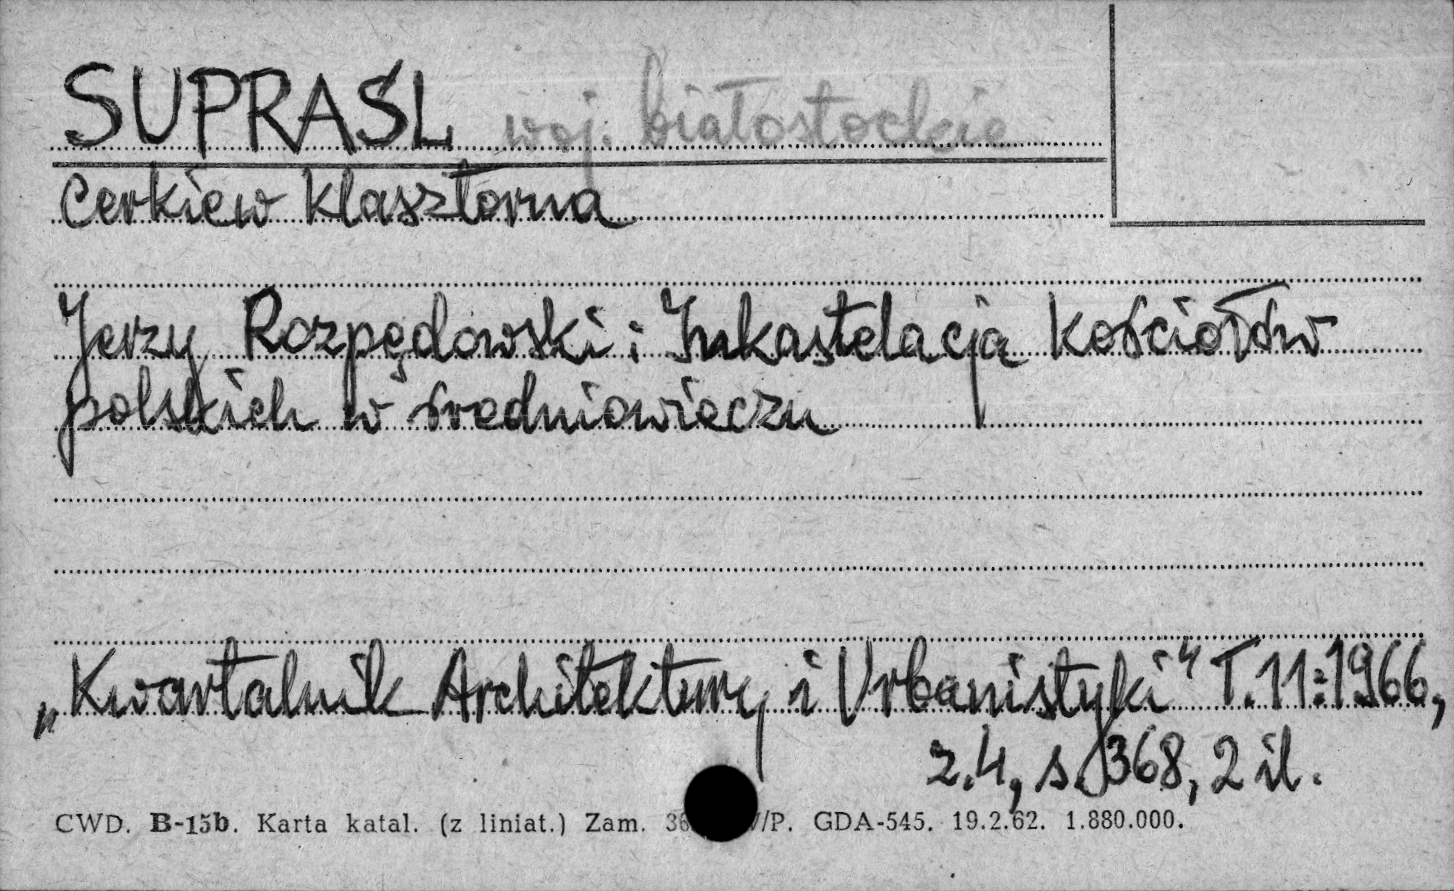 SUPRAŚL woj. białostockie
Cerkiew klasztorna
Jerzy Rozpędowski : Inkastelacja kościołów
polskich w średniowieczu
„Kwartalnik Architektury i Urbanistyki" T.11:1966,
z.4, s.368, 2 il.
CWD. B-15b. Karta katal. (z liniat.) Zam. /P. GDA-545. 19.2.62. 1.880.000.